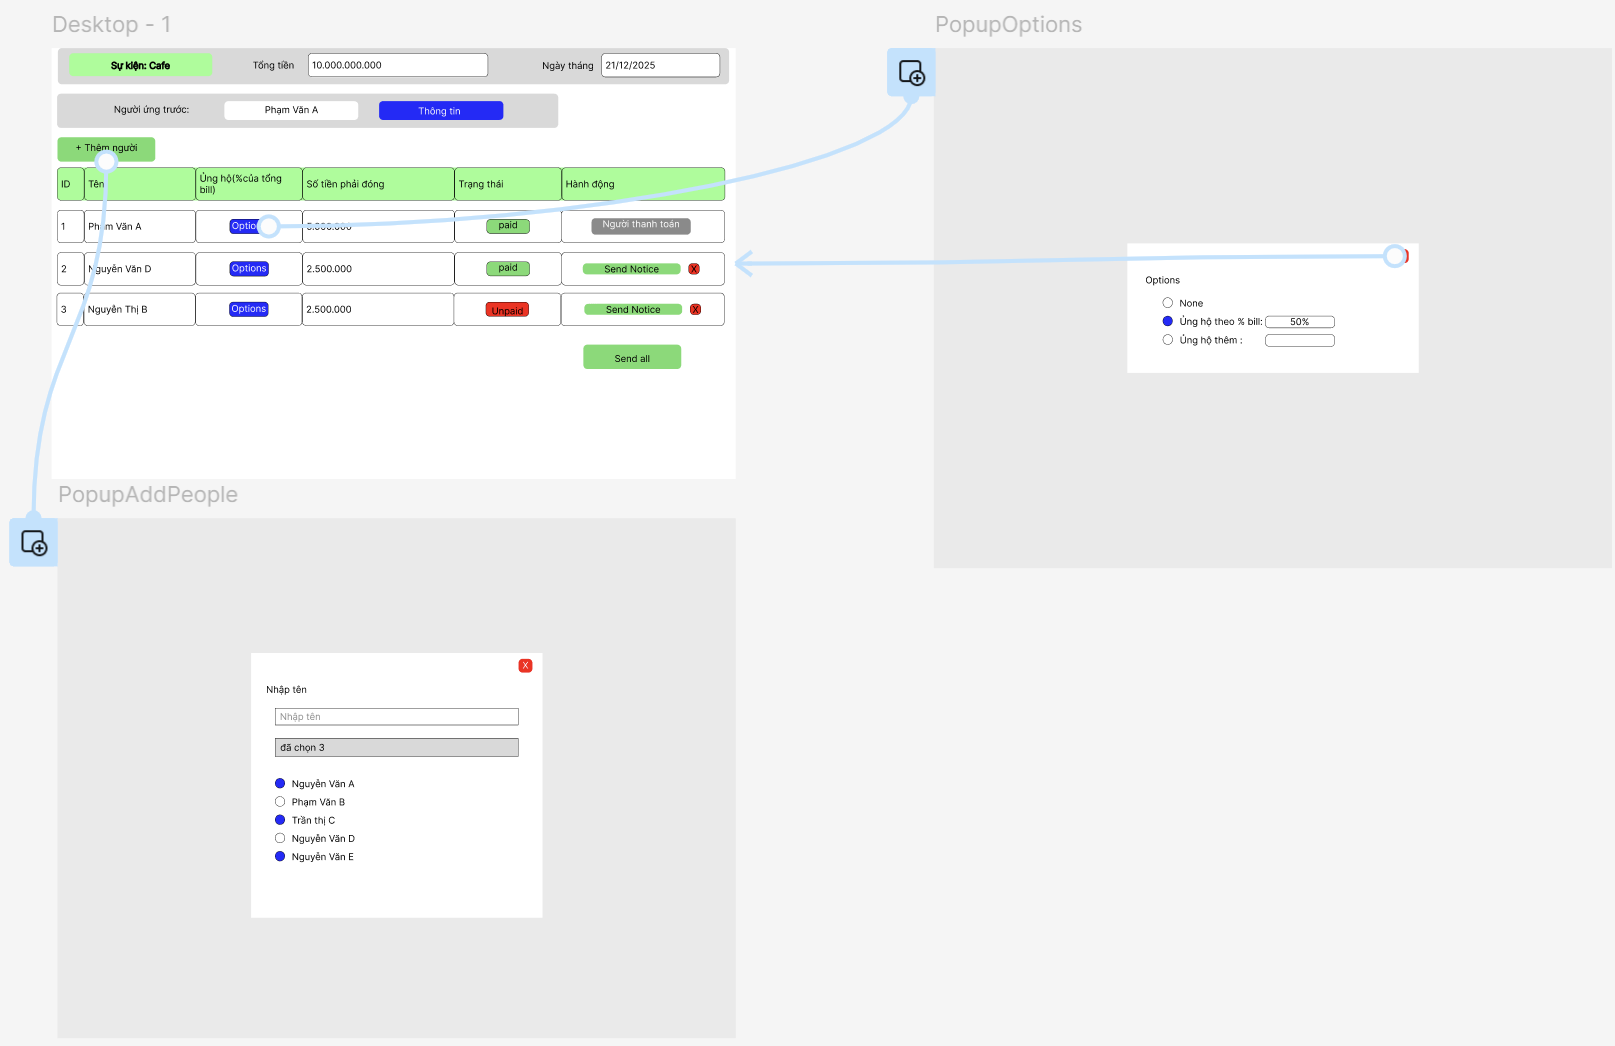 Desktop - 1
Sự kiện: Cafe
Tổng tiền
10.000.000.000
Ngày tháng
21/12/2025
Người ứng trước:
Phạm Văn A
Thông tin
+ Thêm người
ID
Tên
Ủng hộ(%của tổng
bill)
Số tiền phải đóng
Trạng thái
Hành động
1
Phạm Văn A
paid
Người thanh toán
2
Nguyễn Văn D
Options
2.500.000
paid
Send Notice
X
3
Nguyễn Thị B
Options
2.500.000
Unpaid
Send Notice
X
Send all
PopupOptions
Options
None
Ủng hộ theo % bill:
50%
Ủng hộ thêm :
PopupAddPeople
X
Nhập tên
Nhập tên
đã chọn 3
Nguyễn Văn A
Phạm Văn B
Trần thị C
Nguyễn Văn D
Nguyễn Văn E